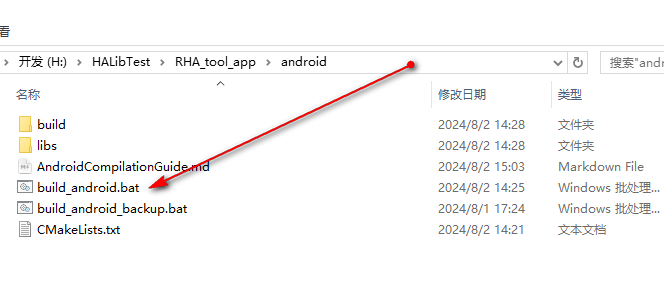 看
开发 (H:) > HALibTest > RHA_tool_app > android
搜索"and
名称 修改日期 类型
build 2024/8/2 14:28 文件夹
libs 2024/8/2 14:28 文件夹
AndroidCompilationGuide.md 2024/8/2 15:03 Markdown File
build_android.bat 2024/8/2 14:25 Windows 批处理...
build_android_backup.bat 2024/8/1 17:24 Windows 批处理...
CMakeLists.txt 2024/8/2 14:21 文本文档